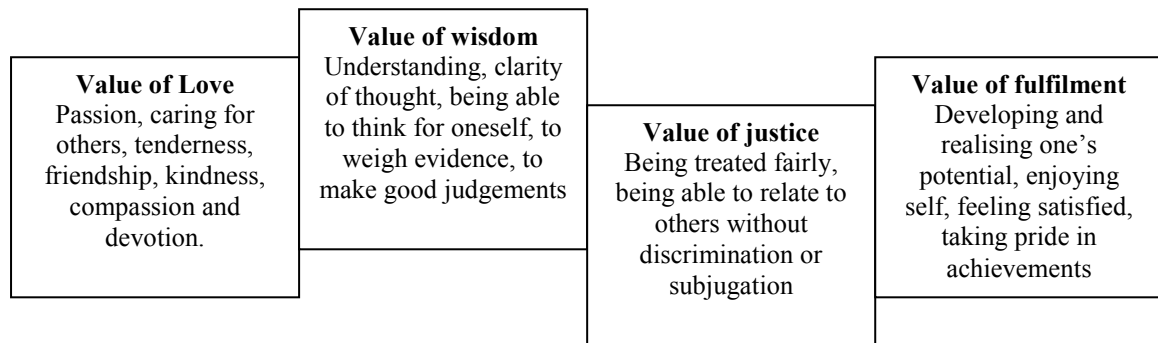 Value of Love
Passion, caring for
others, tenderness,
friendship, kindness,
compassion and
devotion.
Value of wisdom
Understanding, clarity
of thought, being able
to think for oneself, to
weigh evidence, to
make good judgements
Value of justice
Being treated fairly,
being able to relate to
others without
discrimination or
subjugation
Value of fulfilment
Developing and
realising one’s
potential, enjoying
self, feeling satisfied,
taking pride in
achievements